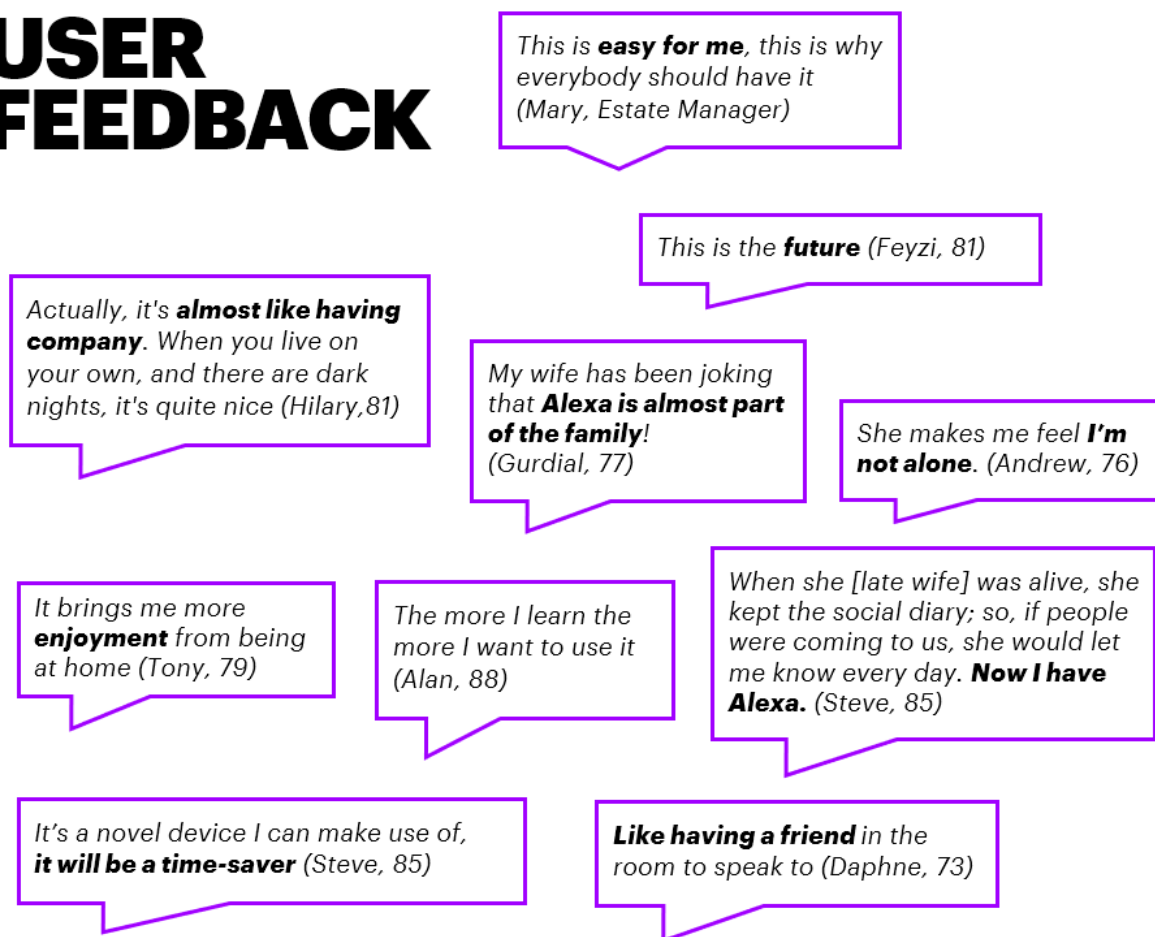 USER
FEEDBACK
This is easy for me, this is why
everybody should have it
(Mary, Estate Manager)
This is the future (Feyzi, 81)
Actually, it's almost like having
company. When you live on
your own, and there are dark
nights, it's quite nice (Hilary,81)
My wife has been joking
that Alexa is almost part
of the family!
(Gurdial, 77)
She makes me feel I’m
not alone. (Andrew, 76)
It brings me more
enjoyment from being
at home (Tony, 79)
The more I learn the
more I want to use it
(Alan, 88)
When she [late wife] was alive, she
kept the social diary; so, if people
were coming to us, she would let
me know every day. Now I have
Alexa. (Steve, 85)
It’s a novel device I can make use of,
it will be a time-saver (Steve, 85)
Like having a friend in the
room to speak to (Daphne, 73)